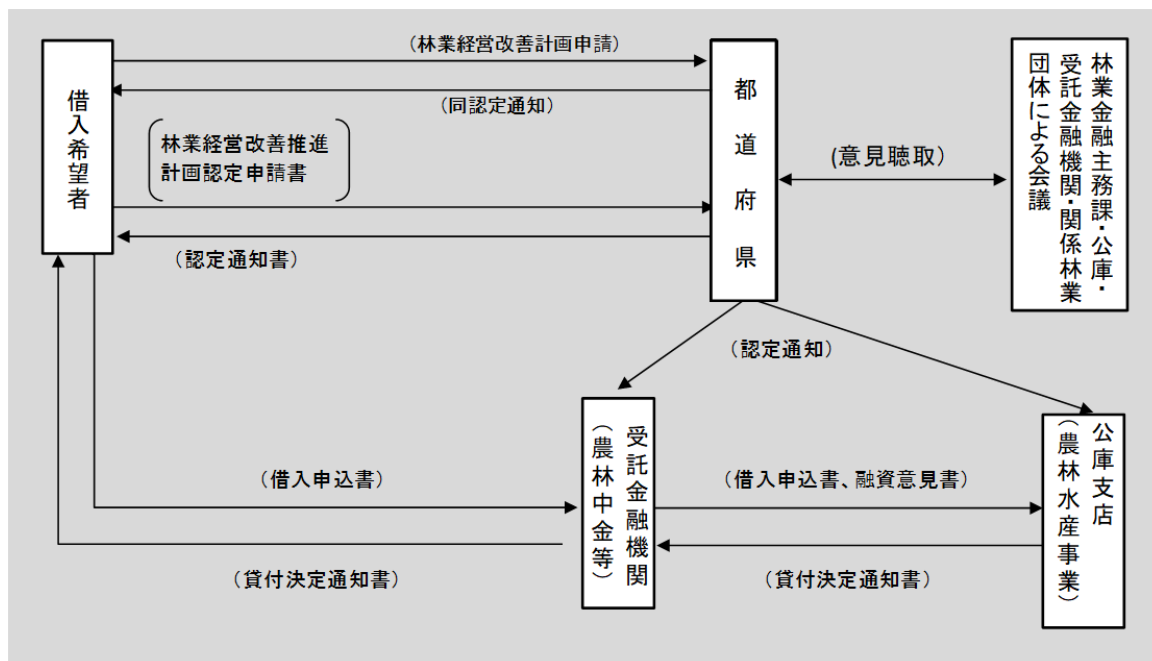 (林業経営改善計画申請)
(同認定通知)
借入希望者
林業経営改善推進
計画認定申請書
都道府県
(意見聴取)
林業金融主務課・公庫・
受託金融機関・関係林業
団体による会議
(認定通知書)
(認定通知)
受託金融機関
(農林中金等)
公庫支店
(農林水産事業)
(借入申込書)
(借入申込書、融資意見書)
(貸付決定通知書)
(貸付決定通知書)